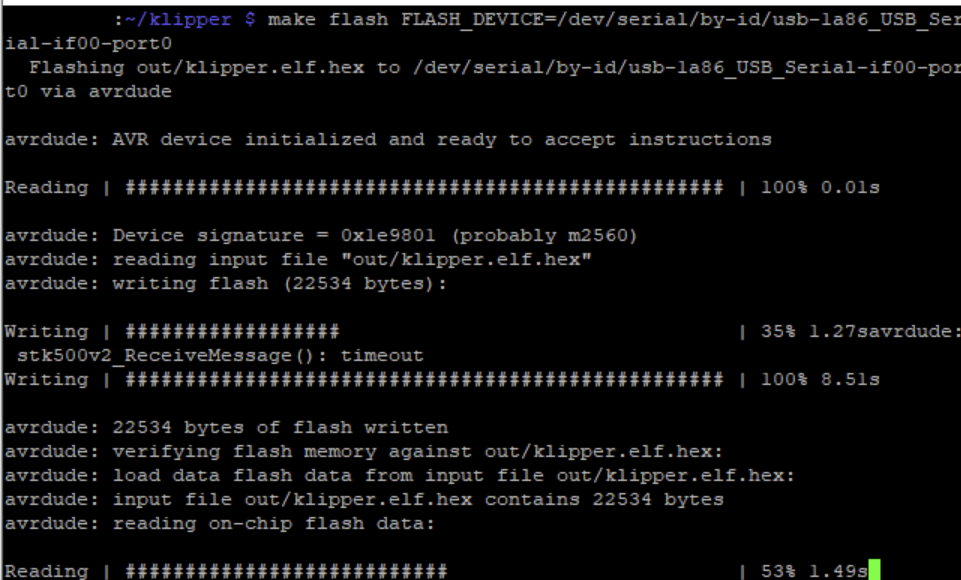 :~/klipper $ make flash FLASH_DEVICE=/dev/serial/by-id/usb-1a86_USB_Ser
ial-if00-port0
  Flashing out/klipper.elf.hex to /dev/serial/by-id/usb-1a86_USB_Serial-if00-por
t0 via avrdude
avrdude: AVR device initialized and ready to accept instructions
Reading | ################################################## | 100% 0.01s
avrdude: Device signature = 0x1e9801 (probably m2560)
avrdude: reading input file "out/klipper.elf.hex"
avrdude: writing flash (22534 bytes):
Writing | ##################                                 | 35% 1.27savrdude:
 stk500v2_ReceiveMessage(): timeout
Writing | ################################################## | 100% 8.51s
avrdude: 22534 bytes of flash written
avrdude: verifying flash memory against out/klipper.elf.hex:
avrdude: load data flash data from input file out/klipper.elf.hex:
avrdude: input file out/klipper.elf.hex contains 22534 bytes
avrdude: reading on-chip flash data:
Reading | ###########################                        | 53% 1.49s